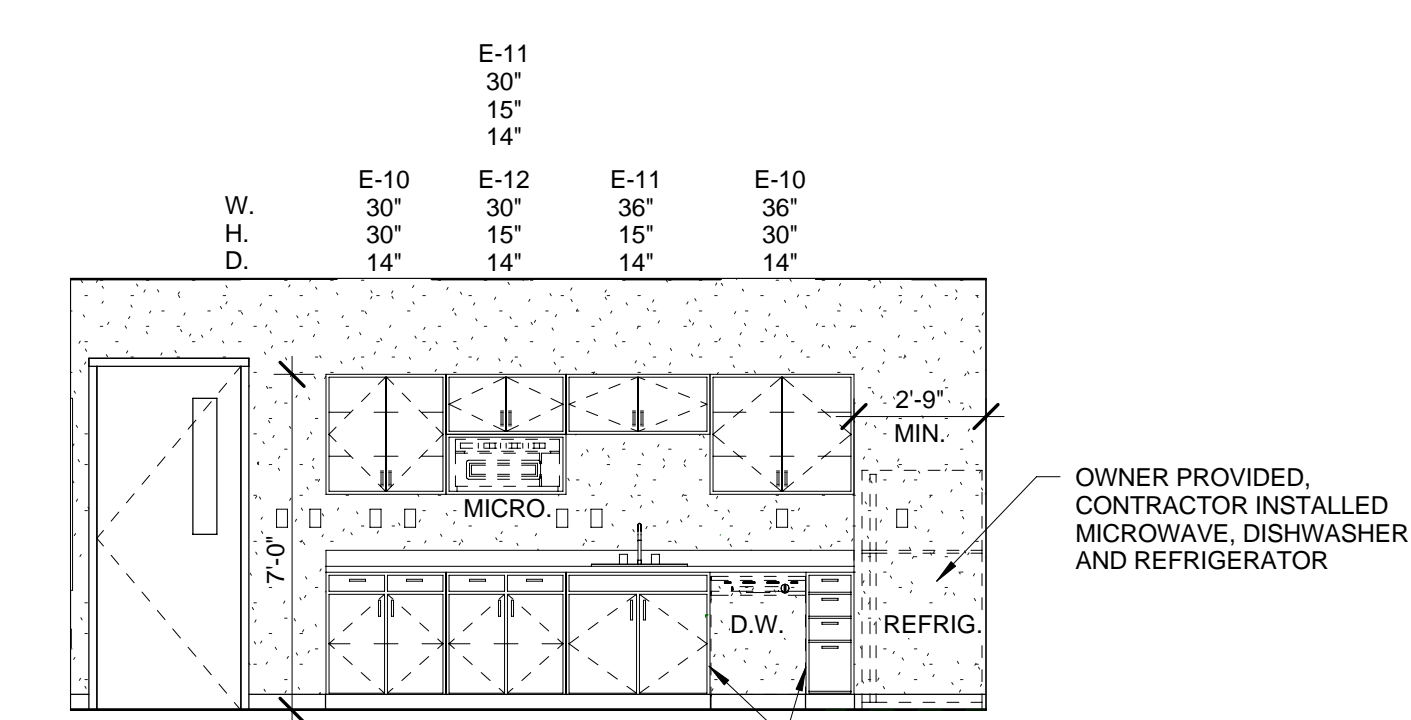 E-11
30"
15"
14"
E-10 E-12 E-11 E-10
W. 30" 30" 36" 36"
H. 30" 15" 15" 30"
D. 14" 14" 14" 14"
2'-9"
MIN.
MICRO.
7'-0"
OWNER PROVIDED,
CONTRACTOR INSTALLED
MICROWAVE, DISHWASHER
AND REFRIGERATOR
D.W.
REFRIG.